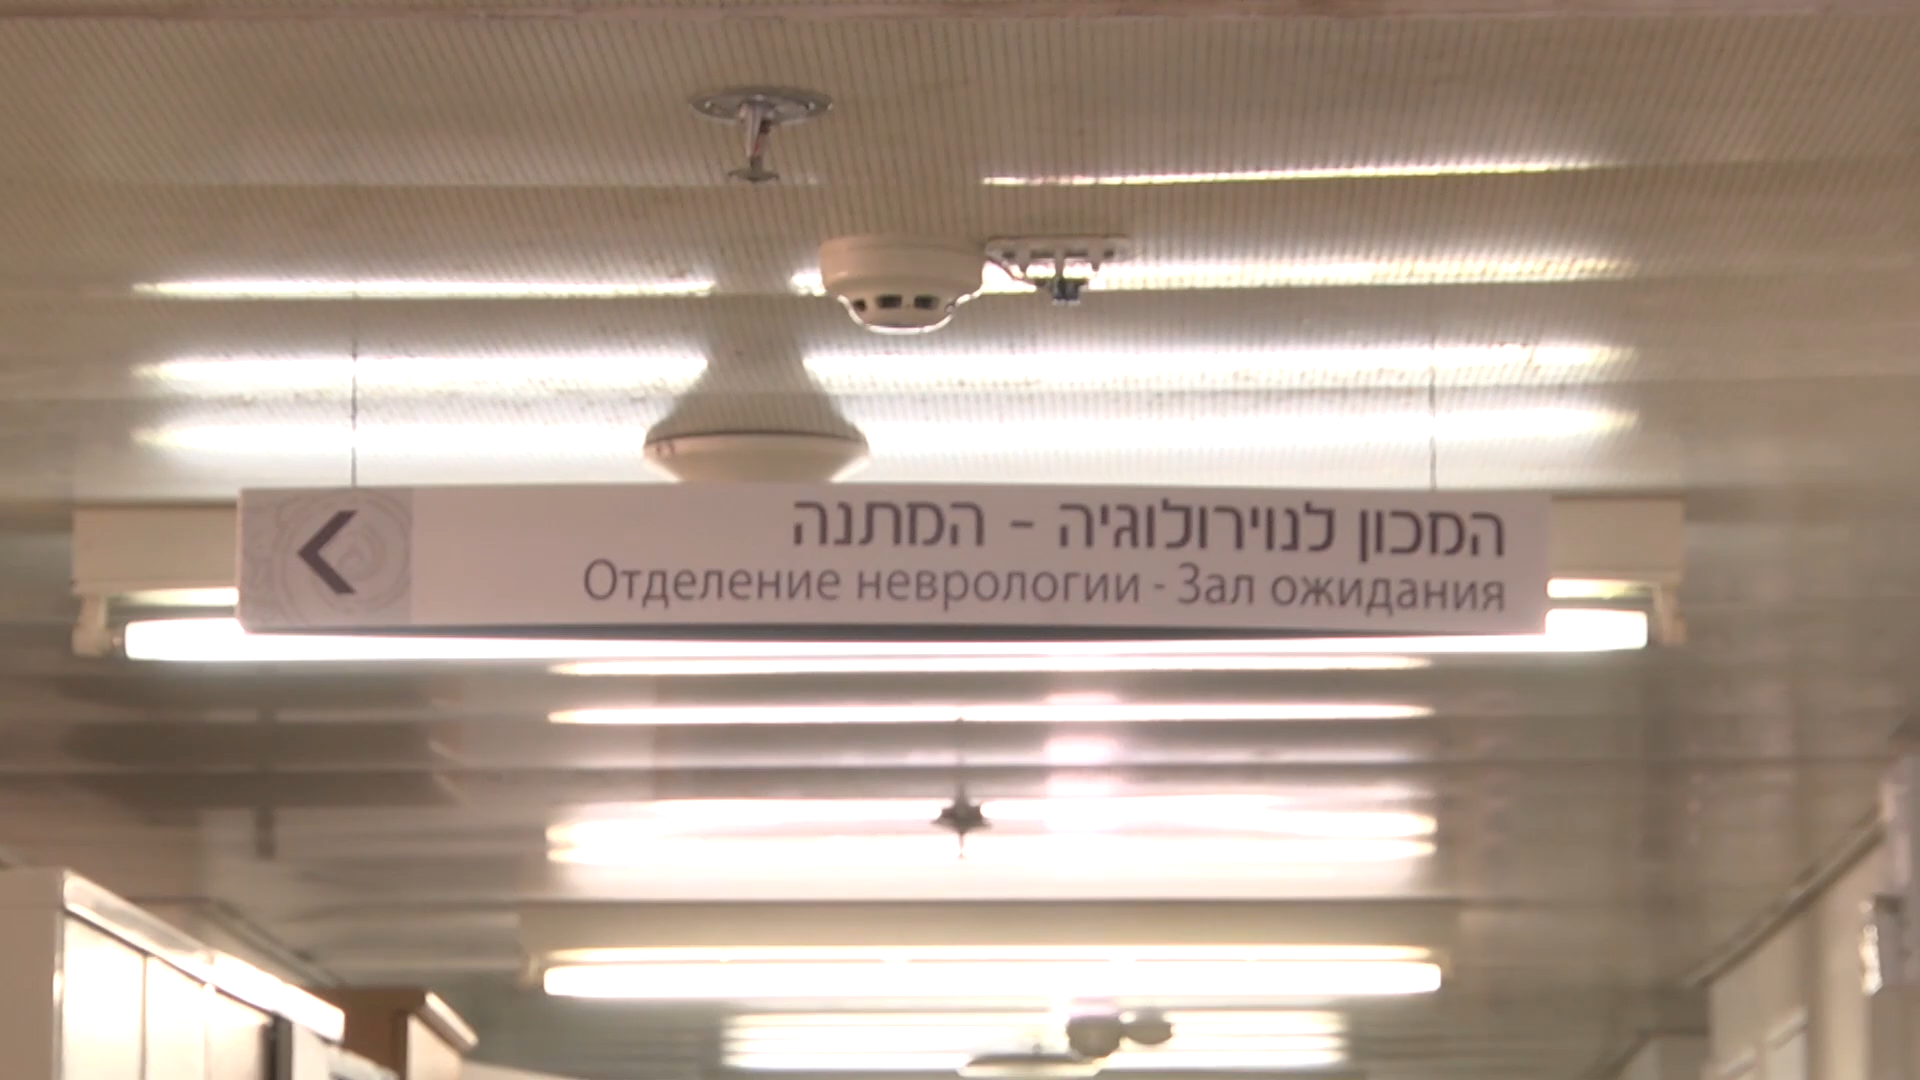 המכון לנוירולוגיה - המתנה
Отделение неврологии - Зал ожидания